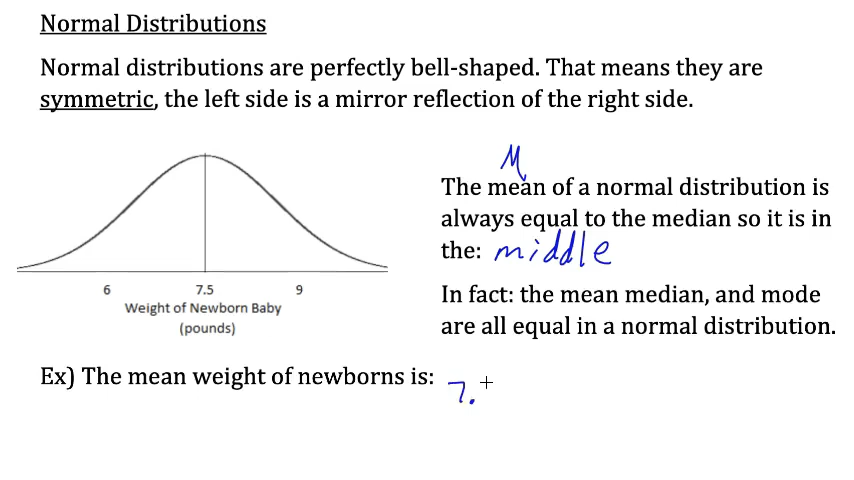 Normal Distributions
Normal distributions are perfectly bell-shaped. That means they are
symmetric, the left side is a mirror reflection of the right side.
The mean of a normal distribution is
always equal to the median so it is in
the: middle
In fact: the mean median, and mode
are all equal in a normal distribution.
6 7.5 9
Weight of Newborn Baby
(pounds)
Ex) The mean weight of newborns is: 7.